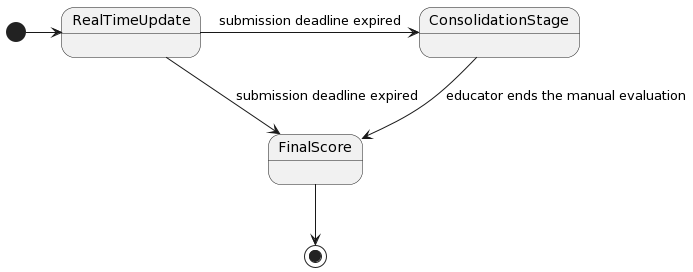 RealTimeUpdate
submission deadline expired
ConsolidationStage
submission deadline expired
educator ends the manual evaluation
FinalScore